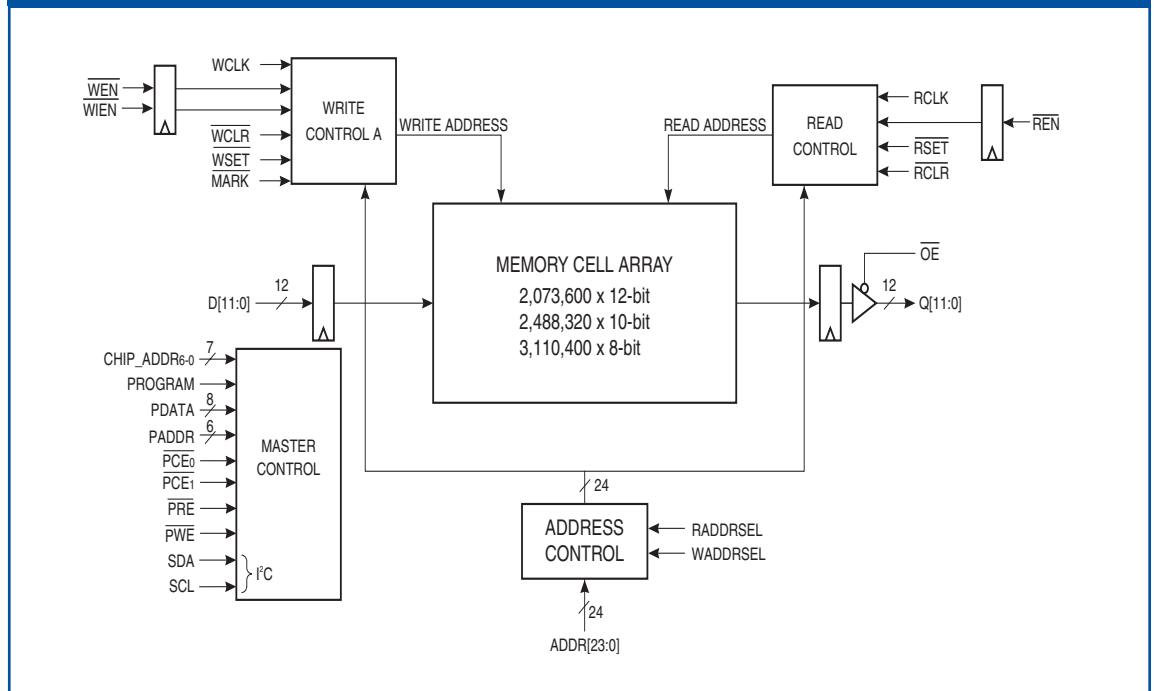 WCLK
WEN
WIEN
WCLR
WSET
MARK
WRITE
CONTROL A
WRITE ADDRESS
READ ADDRESS
READ
CONTROL
RCLK
REN
RSET
RCLR
MEMORY CELL ARRAY
2,073,600 x 12-bit
2,488,320 x 10-bit
3,110,400 x 8-bit
D[11:0]
12
OE
12
Q[11:0]
CHIP_ADDR6-0
7
PROGRAM
PDATA
8
PADDR
6
PCE0
PCE1
PRE
PWE
SDA
SCL
I²C
MASTER
CONTROL
24
ADDRESS
CONTROL
RADDRSEL
WADDRSEL
24
ADDR[23:0]